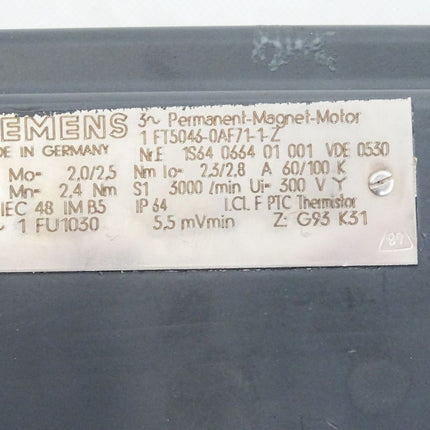 IEMENS 3~ Permanent-Magnet-Motor
1 FT5046-0AF71-1-Z
DE IN GERMANY Nr.E 1S64 0664 01 001 VDE 0530
Mo= 2,0/2,5 Nm Io= 2,3/2,8 A 60/100 K
Mn= 2,4 Nm S1 3000 /min Ui= 300 V Y
IEC 48 IM B5 IP 64 I.Cl. F PTC Thermistor
1 FU1030 5,5 mVmin Z: G93 K31
89